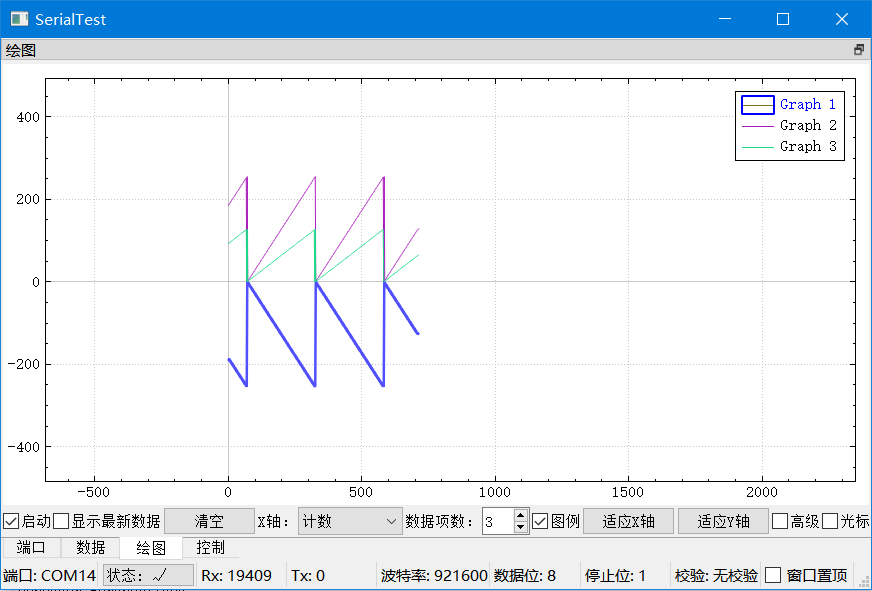 SerialTest
绘图
Graph 1
Graph 2
Graph 3
400
200
0
-200
-400
-500 0 500 1000 1500 2000
启动 显示最新数据 清空 X轴: 计数 数据项数: 3 图例 适应X轴 适应Y轴 高级 光标
端口 数据 绘图 控制
端口: COM14 状态: √ Rx: 19409 Tx: 0 波特率: 921600 数据位: 8 停止位: 1 校验: 无校验 窗口置顶